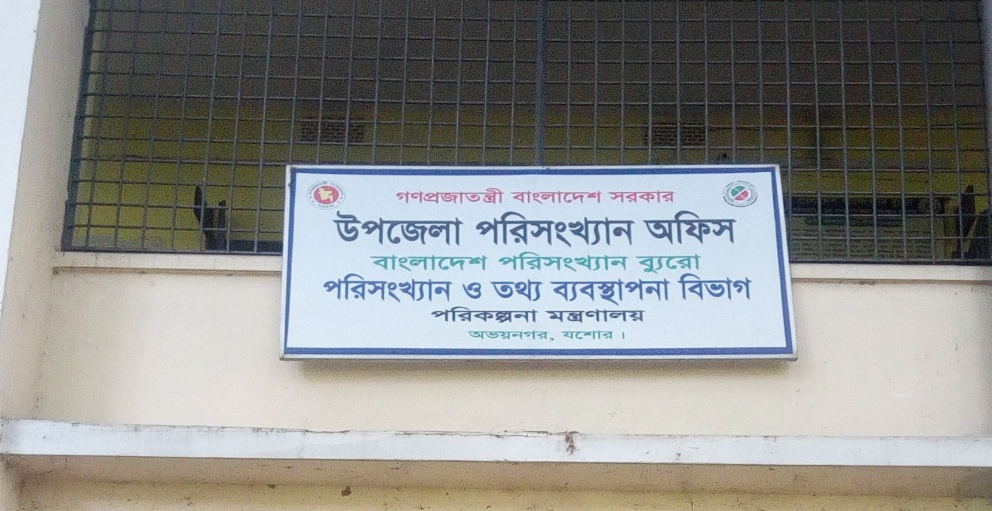 গণপ্রজাতন্ত্রী বাংলাদেশ সরকার
উপজেলা পরিসংখ্যান অফিস
বাংলাদেশ পরিসংখ্যান ব্যুরো
পরিসংখ্যান ও তথ্য ব্যবস্থাপনা বিভাগ
পরিকল্পনা মন্ত্রণালয়
অভয়নগর, যশোর ।